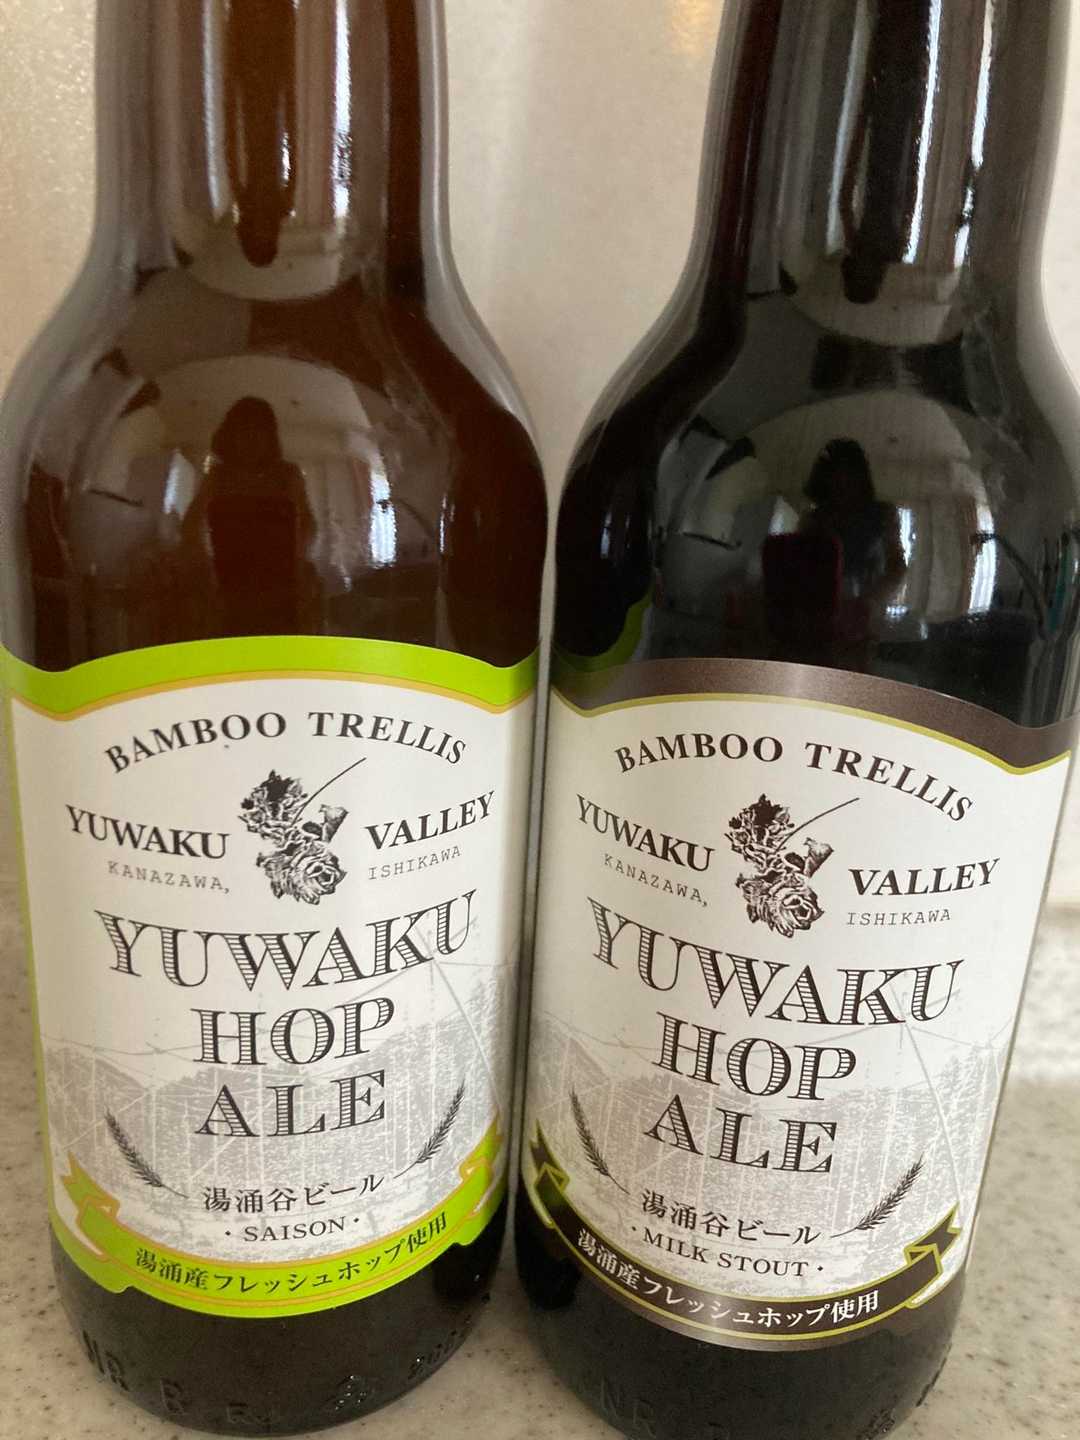 BAMBOO TRELLIS
YUWAKU VALLEY
KANAZAWA, ISHIKAWA
YUWAKU
HOP
ALE
湯涌谷ビール
・SAISON・
湯涌産フレッシュホップ使用
BAMBOO TRELLIS
YUWAKU VALLEY
KANAZAWA, ISHIKAWA
YUWAKU
HOP
ALE
湯涌谷ビール
・MILK STOUT・
湯涌産フレッシュホップ使用